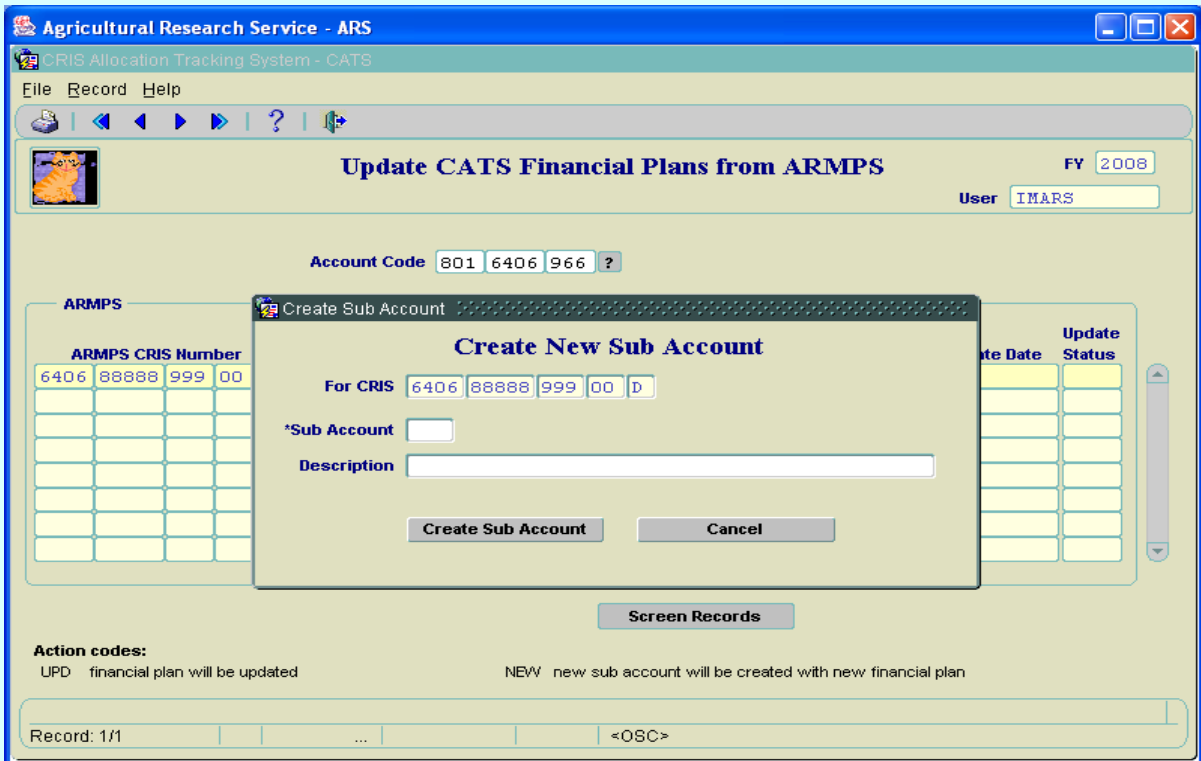 Agricultural Research Service - ARS
CRIS Allocation Tracking System - CATS
File Record Help
?
Update CATS Financial Plans from ARMPS
FY 2008
User IMARS
Account Code 801 6406 966 ?
ARMPS
Create Sub Account
Create New Sub Account
Update
ARMPS CRIS Number
te Date Status
6406 88888 999 00
For CRIS 6406 88888 999 00 D
*Sub Account
Description
Create Sub Account Cancel
Screen Records
Action codes:
UPD financial plan will be updated NEW new sub account will be created with new financial plan
Record: 1/1 ... <OSC>